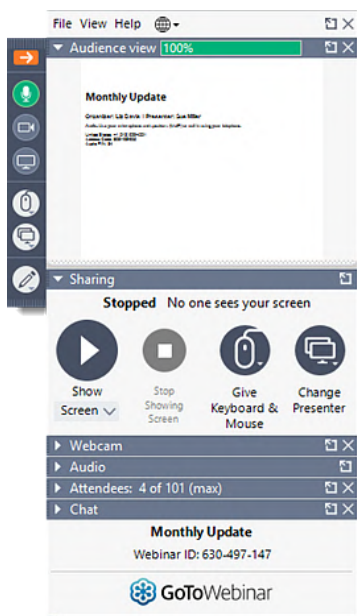 File View Help
Audience view 100%
Monthly Update
Organizer: Liz Davis / Presenter: Sue Miller
Sharing
Stopped No one sees your screen
Show
Screen
Stop
Showing
Screen
Give
Keyboard &
Mouse
Change
Presenter
Webcam
Audio
Attendees: 4 of 101 (max)
Chat
Monthly Update
Webinar ID: 630-497-147
GoToWebinar